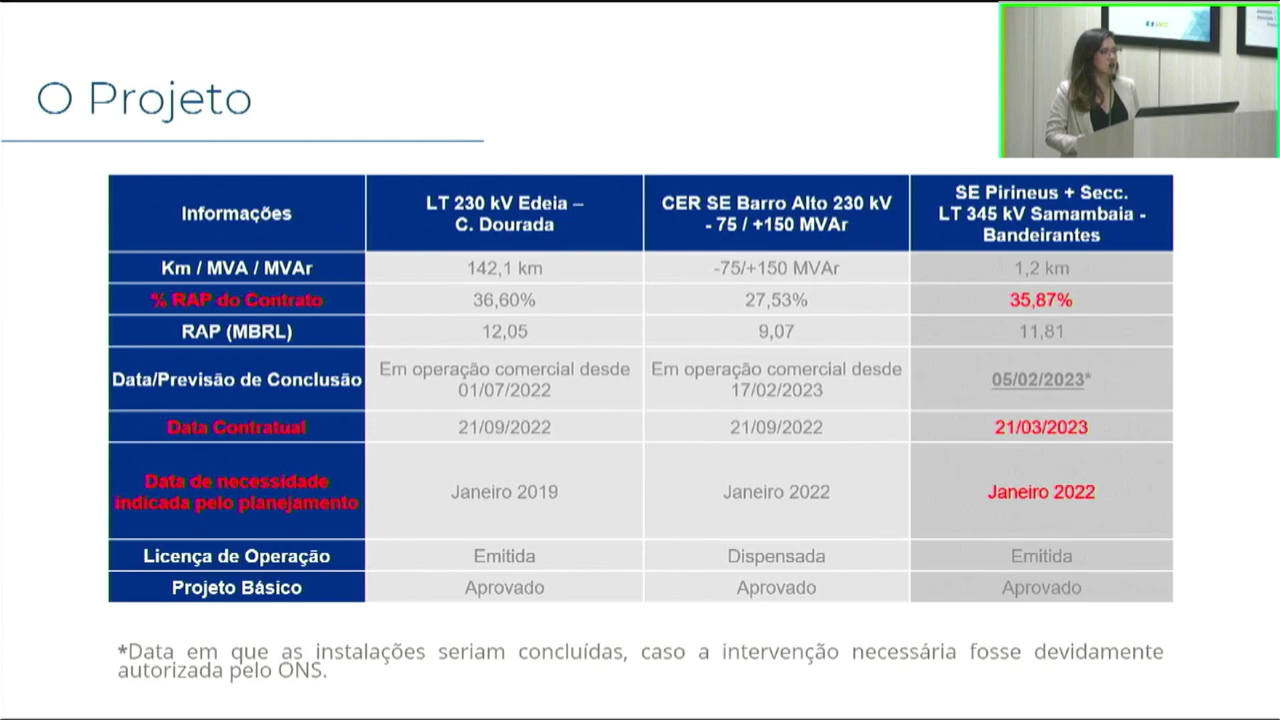 O Projeto
Informações
LT 230 kV Edeia –
C. Dourada
CER SE Barro Alto 230 kV
- 75 / +150 MVAr
SE Pirineus + Secc.
LT 345 kV Samambaia -
Bandeirantes
Km / MVA / MVAr
142,1 km
-75/+150 MVAr
1,2 km
% RAP do Contrato
36,60%
27,53%
35,87%
RAP (MBRL)
12,05
9,07
11,81
Data/Previsão de Conclusão
Em operação comercial desde
01/07/2022
Em operação comercial desde
17/02/2023
05/02/2023*
Data Contratual
21/09/2022
21/09/2022
21/03/2023
Data de necessidade
indicada pelo planejamento
Janeiro 2019
Janeiro 2022
Janeiro 2022
Licença de Operação
Emitida
Dispensada
Emitida
Projeto Básico
Aprovado
Aprovado
Aprovado
*Data em que as instalações seriam concluídas, caso a intervenção necessária fosse devidamente
autorizada pelo ONS.